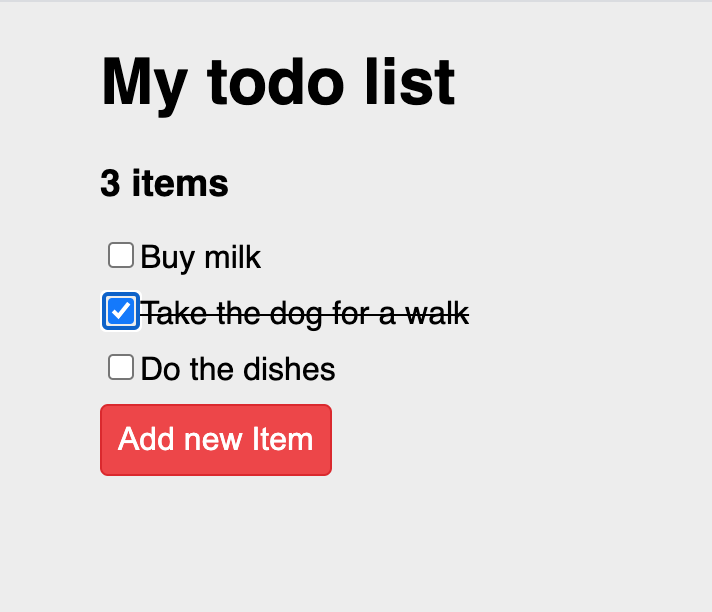 My todo list
3 items
Buy milk
Take the dog for a walk
Do the dishes
Add new Item